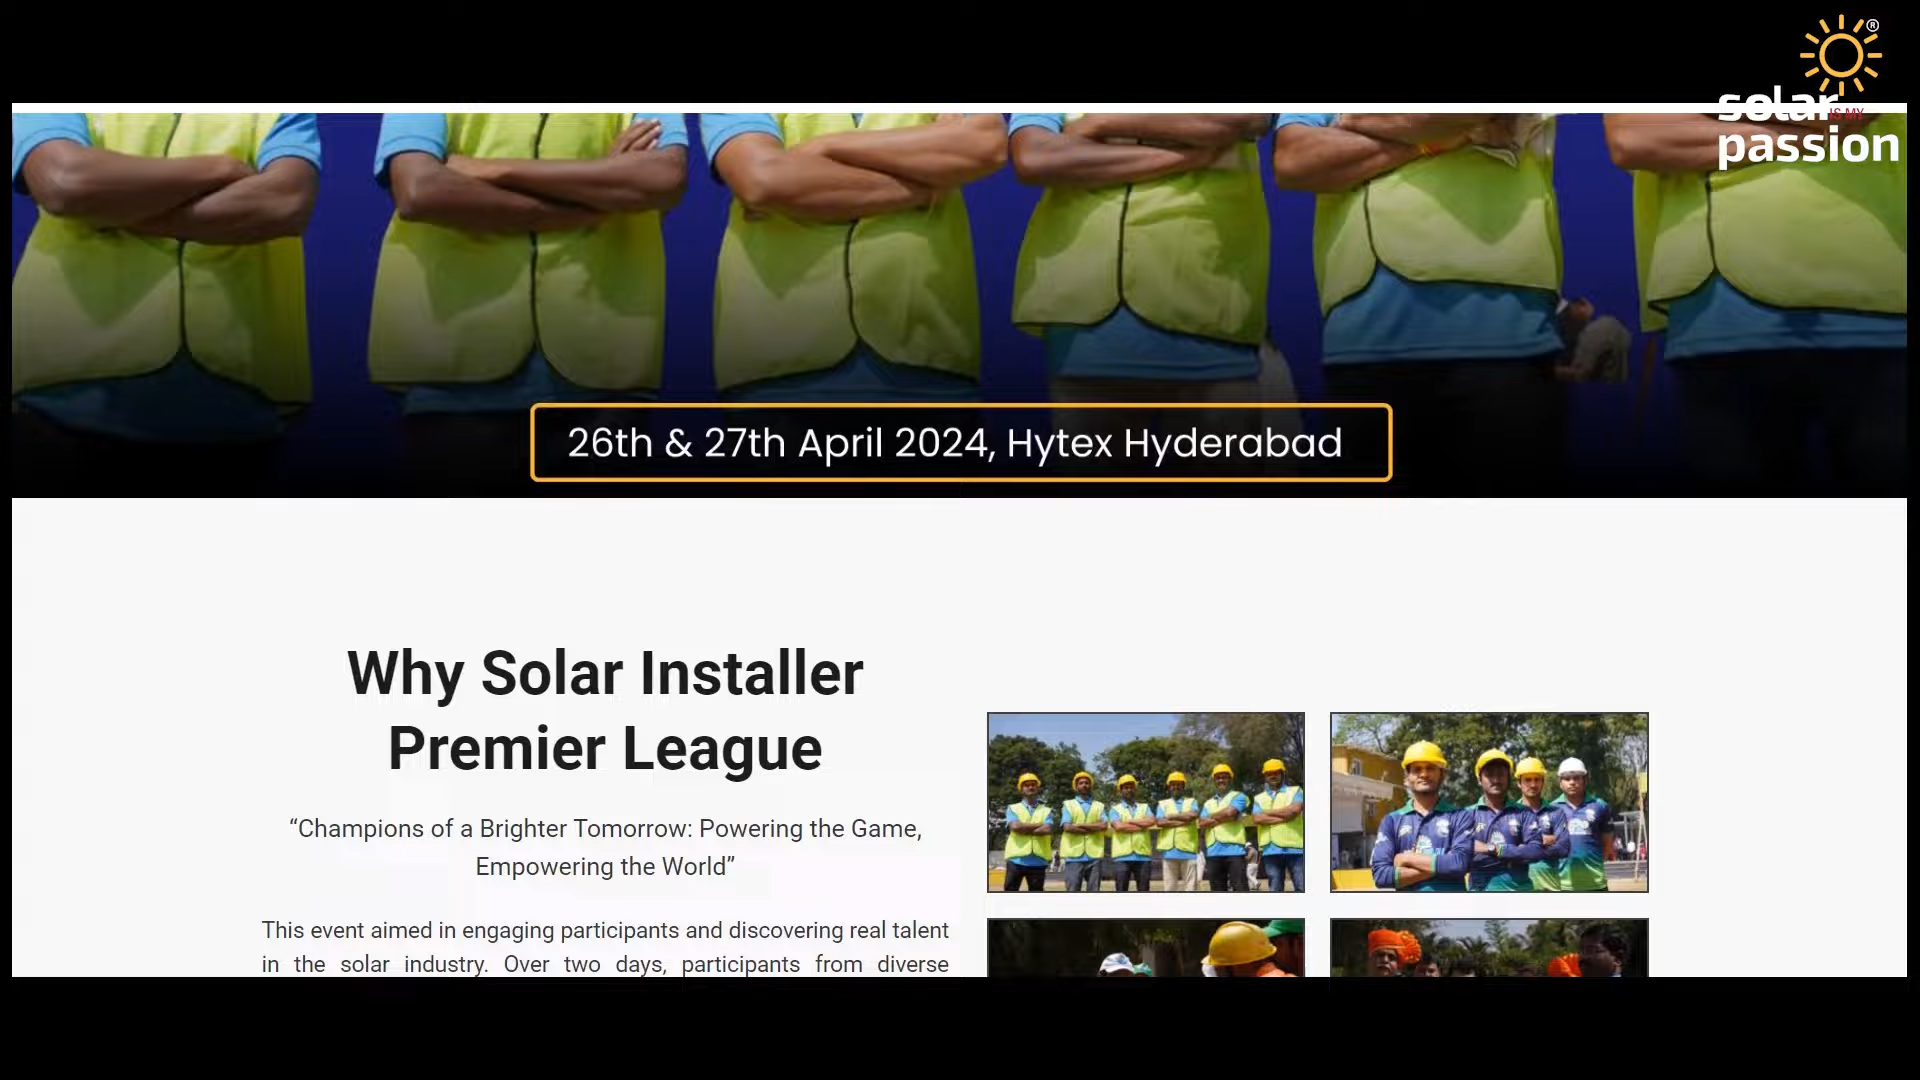 ®
solar
IS MY
passion
26th & 27th April 2024, Hytex Hyderabad
Why Solar Installer
Premier League
“Champions of a Brighter Tomorrow: Powering the Game,
Empowering the World”
This event aimed in engaging participants and discovering real talent
in the solar industry. Over two days, participants from diverse